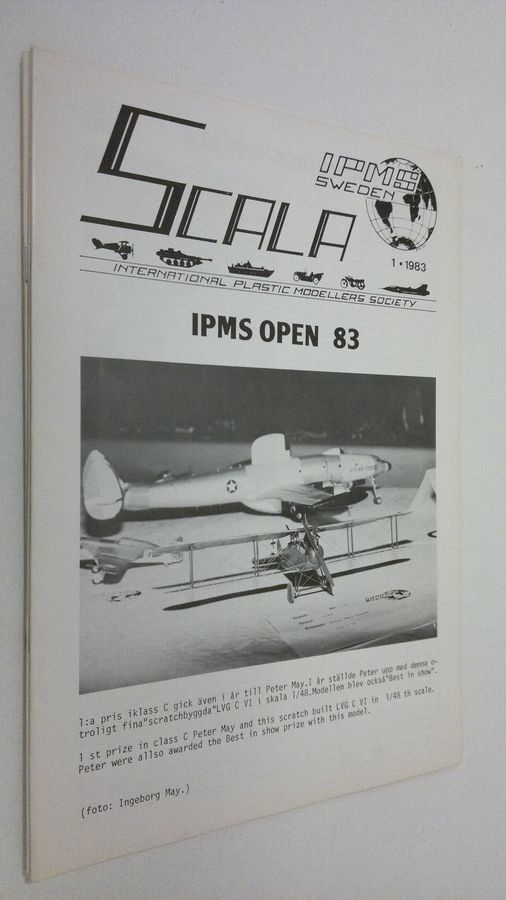 SCALA
IPMS
SWEDEN
1•1983
INTERNATIONAL PLASTIC MODELLERS SOCIETY
IPMS OPEN 83
U.S. AIR FORCE
1:a pris iklass C gick även i år till Peter May.I år ställde Peter upp med denna o-
troligt fina"scratchbyggda"LVG C VI i skala 1/48.Modellen blev också"Best in show".
1 st prize in class C Peter May and this scratch built LVG C VI in 1/48 th scale.
Peter were allso awarded the Best in show prize with this model.
(foto: Ingeborg May.)